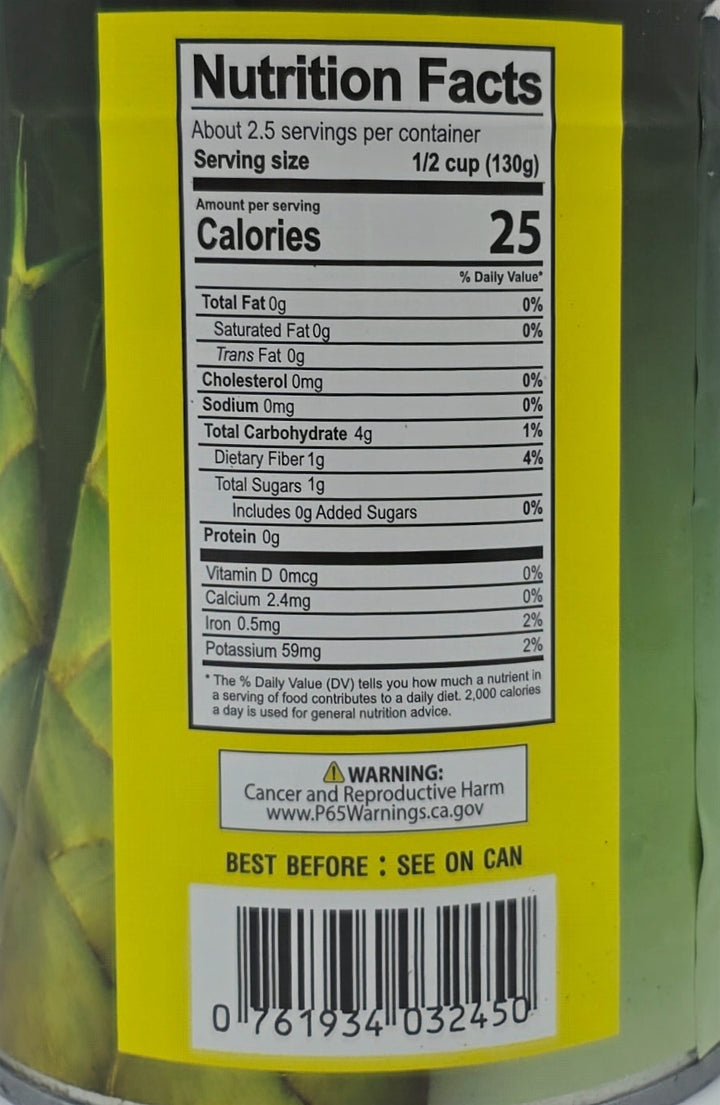 Nutrition Facts
About 2.5 servings per container
Serving size 1/2 cup (130g)
Amount per serving
Calories 25
% Daily Value*
Total Fat 0g 0%
Saturated Fat 0g 0%
Trans Fat 0g
Cholesterol 0mg 0%
Sodium 0mg 0%
Total Carbohydrate 4g 1%
Dietary Fiber 1g 4%
Total Sugars 1g
Includes 0g Added Sugars 0%
Protein 0g
Vitamin D 0mcg 0%
Calcium 2.4mg 0%
Iron 0.5mg 2%
Potassium 59mg 2%
* The % Daily Value (DV) tells you how much a nutrient in
a serving of food contributes to a daily diet. 2,000 calories
a day is used for general nutrition advice.
WARNING:
Cancer and Reproductive Harm
www.P65Warnings.ca.gov
BEST BEFORE : SEE ON CAN
0 761934 032450